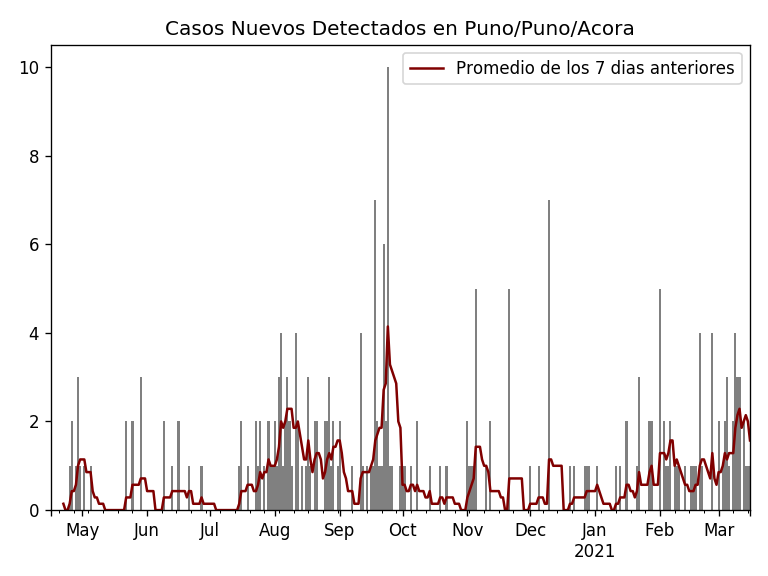 Casos Nuevos Detectados en Puno/Puno/Acora
Promedio de los 7 dias anteriores
10
8
6
4
2
0
May Jun Jul Aug Sep Oct Nov Dec Jan Feb Mar
2021